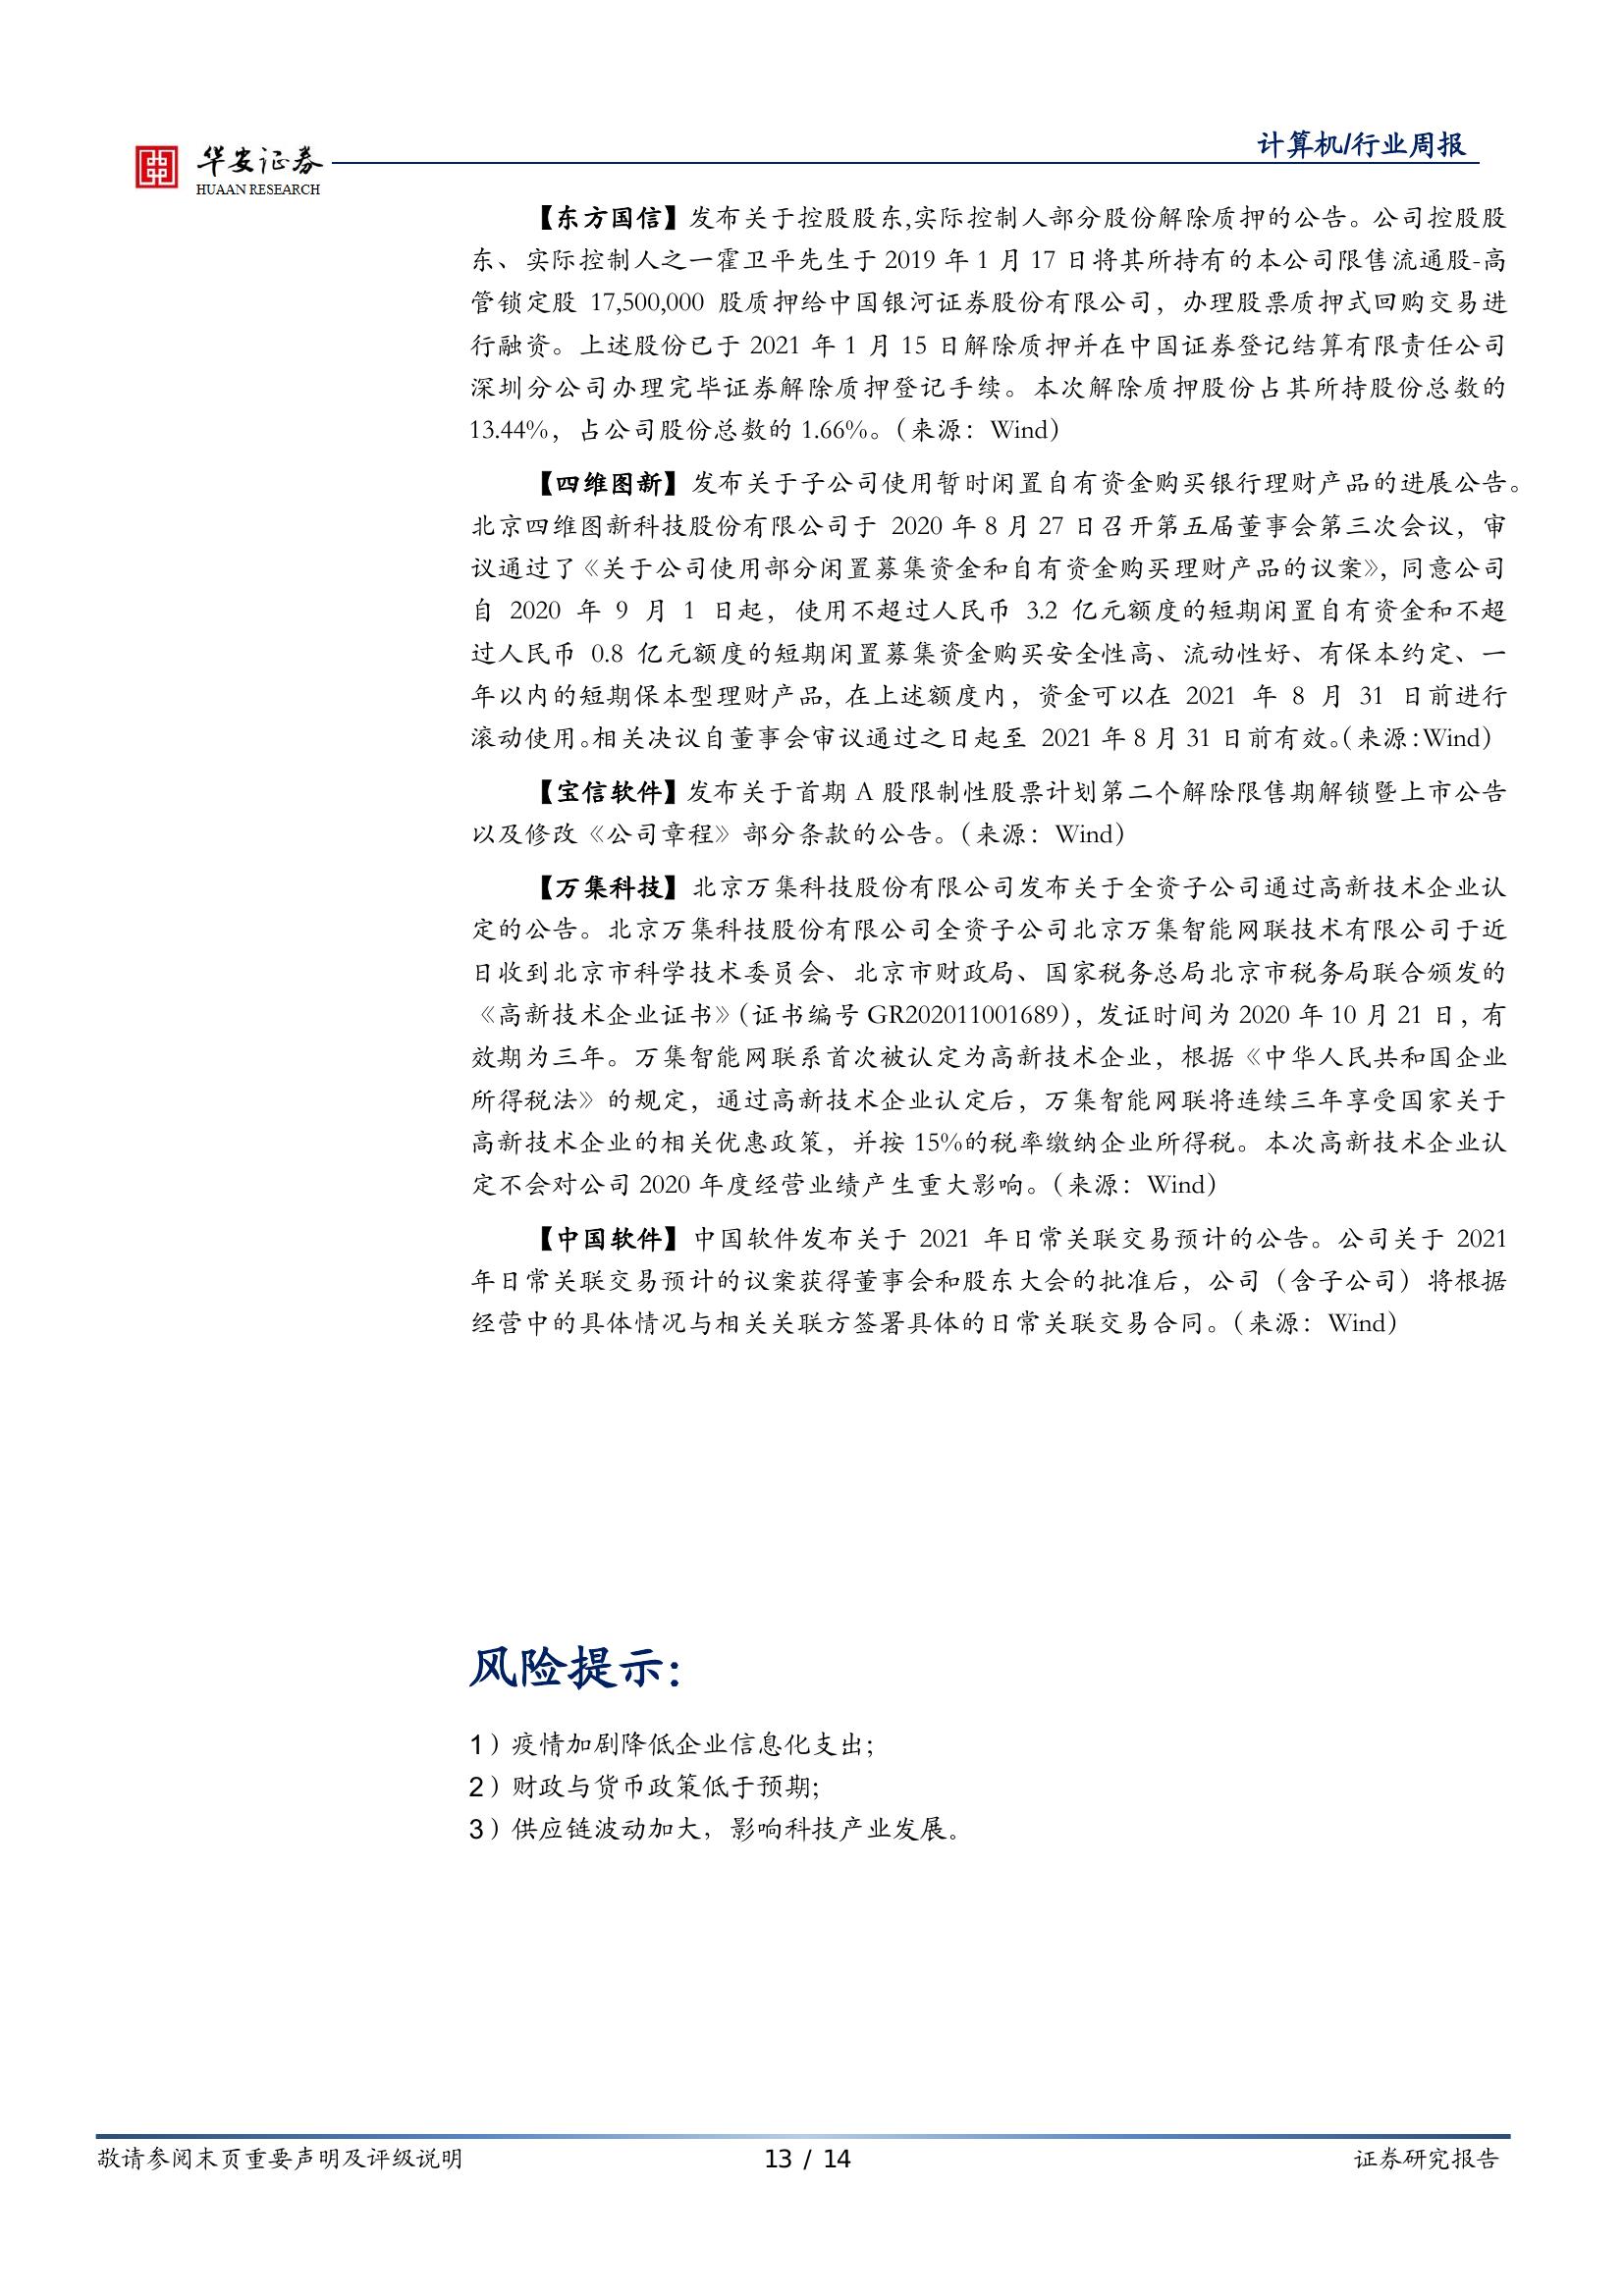 华安证券
HUAAN RESEARCH
计算机/行业周报
【东方国信】发布关于控股股东,实际控制人部分股份解除质押的公告。公司控股股
东、实际控制人之一霍卫平先生于 2019 年 1 月 17 日将其所持有的本公司限售流通股-高
管锁定股 17,500,000 股质押给中国银河证券股份有限公司，办理股票质押式回购交易进
行融资。上述股份已于 2021 年 1 月 15 日解除质押并在中国证券登记结算有限责任公司
深圳分公司办理完毕证券解除质押登记手续。本次解除质押股份占其所持股份总数的
13.44%，占公司股份总数的 1.66%。（来源：Wind）
【四维图新】发布关于子公司使用暂时闲置自有资金购买银行理财产品的进展公告。
北京四维图新科技股份有限公司于 2020 年 8 月 27 日召开第五届董事会第三次会议，审
议通过了《关于公司使用部分闲置募集资金和自有资金购买理财产品的议案》，同意公司
自 2020 年 9 月 1 日起，使用不超过人民币 3.2 亿元额度的短期闲置自有资金和不超
过人民币 0.8 亿元额度的短期闲置募集资金购买安全性高、流动性好、有保本约定、一
年以内的短期保本型理财产品，在上述额度内，资金可以在 2021 年 8 月 31 日前进行
滚动使用。相关决议自董事会审议通过之日起至 2021 年 8 月 31 日前有效。（来源：Wind）
【宝信软件】发布关于首期 A 股限制性股票计划第二个解除限售期解锁暨上市公告
以及修改《公司章程》部分条款的公告。（来源：Wind）
【万集科技】北京万集科技股份有限公司发布关于全资子公司通过高新技术企业认
定的公告。北京万集科技股份有限公司全资子公司北京万集智能网联技术有限公司于近
日收到北京市科学技术委员会、北京市财政局、国家税务总局北京市税务局联合颁发的
《高新技术企业证书》（证书编号 GR202011001689），发证时间为 2020 年 10 月 21 日，有
效期为三年。万集智能网联系首次被认定为高新技术企业，根据《中华人民共和国企业
所得税法》的规定，通过高新技术企业认定后，万集智能网联将连续三年享受国家关于
高新技术企业的相关优惠政策，并按 15%的税率缴纳企业所得税。本次高新技术企业认
定不会对公司 2020 年度经营业绩产生重大影响。（来源：Wind）
【中国软件】中国软件发布关于 2021 年日常关联交易预计的公告。公司关于 2021
年日常关联交易预计的议案获得董事会和股东大会的批准后，公司（含子公司）将根据
经营中的具体情况与相关关联方签署具体的日常关联交易合同。（来源：Wind）
风险提示：
1）疫情加剧降低企业信息化支出；
2）财政与货币政策低于预期；
3）供应链波动加大，影响科技产业发展。
敬请参阅末页重要声明及评级说明
13 / 14
证券研究报告